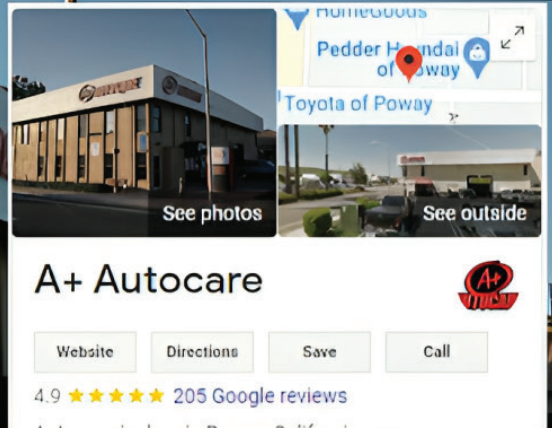 HomeGoods
Pedder Hyundai
of Poway
Toyota of Poway
See photos
See outside
A+ Autocare
A+
Website
Directions
Save
Call
4.9
205 Google reviews